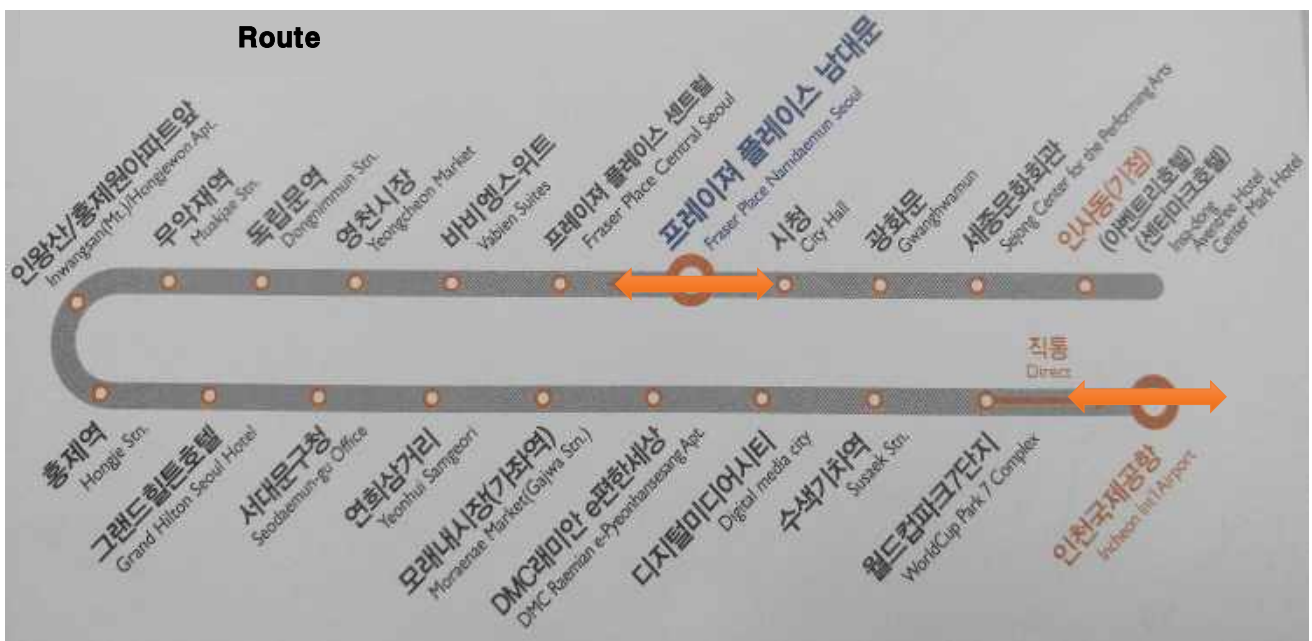 Route
인왕산/홍제원아파트앞
Inwangsan(Mt.)/Hongjewon Apt.
무악재역
Muakjae Stn.
독립문역
Dongnimmun Stn.
영천시장
Yeongcheon Market
바비엥스위트
Vabien Suites
프레이져 플레이스 센트럴
Fraser Place Central Seoul
프레이져 플레이스 남대문
Fraser Place Namdaemun Seoul
시청
City Hall
광화문
Gwanghwamun
세종문화회관
Sejong Center for the Performing Arts
인사동(기점)
(아벤트리호텔)
(센터마크호텔)
Insa-dong
Aventree Hotel
Center Mark Hotel
직통
Direct
홍제역
Hongje Stn.
그랜드힐튼호텔
Grand Hilton Seoul Hotel
서대문구청
Seodaemun-gu Office
연희삼거리
Yeonhui Samgeori
모래내시장(가좌역)
Moraenae Market(Gajwa Stn.)
DMC래미안 e편한세상
DMC Raemian e-Pyeonhansesang Apt.
디지털미디어시티
Digital media city
수색기차역
Susaek Stn.
월드컵파크7단지
WorldCup Park 7 Complex
인천국제공항
Incheon Int'l Airport